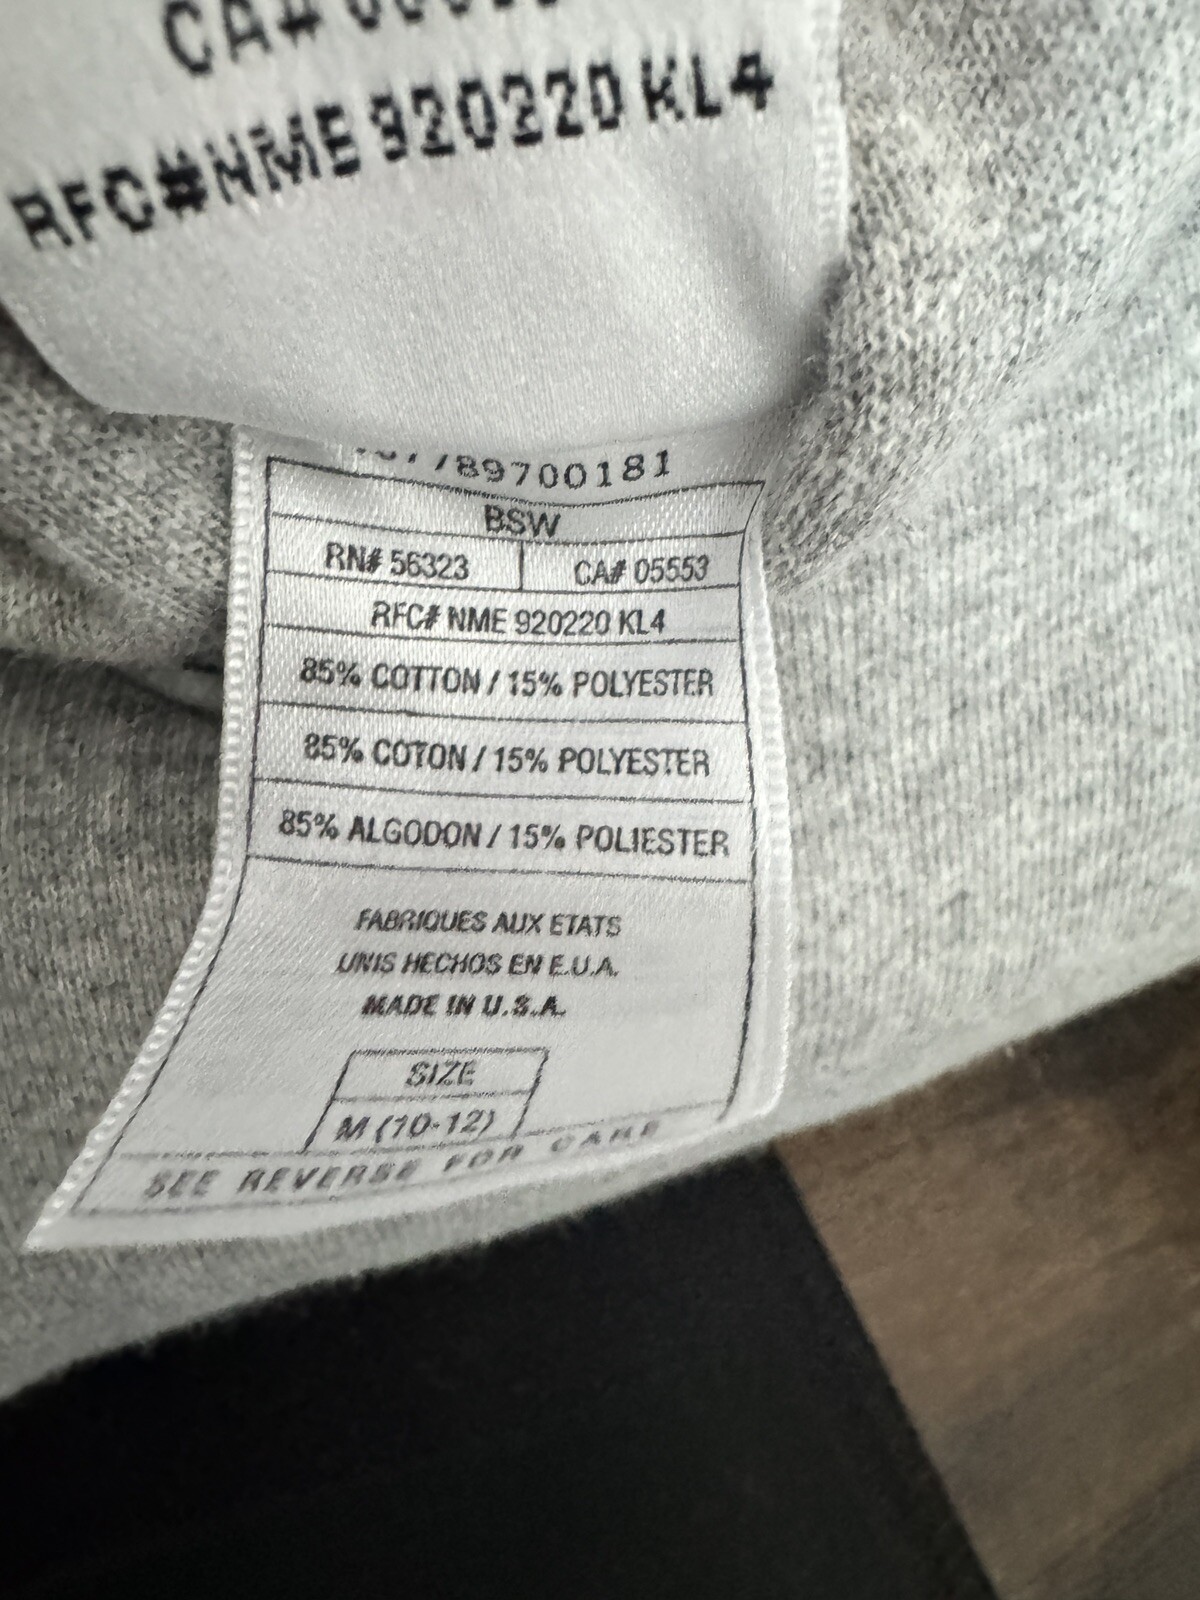 CA#
RFC#NME 920220 KL4
789700181
BSW
RN# 56323 CA# 05553
RFC# NME 920220 KL4
85% COTTON / 15% POLYESTER
85% COTON / 15% POLYESTER
85% ALGODON / 15% POLIESTER
FABRIQUES AUX ETATS
UNIS HECHOS EN E.U.A.
MADE IN U.S.A.
SIZE
M (10-12)
SEE REVERSE FOR CARE